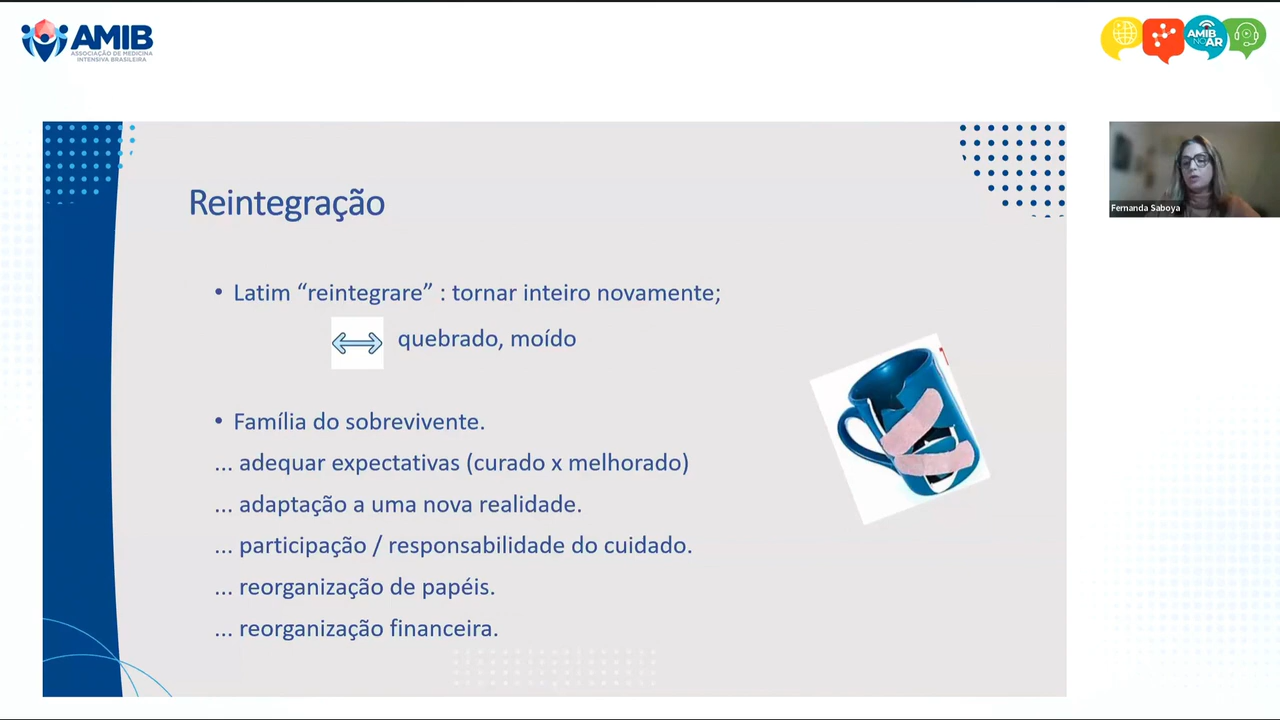 AMIB
ASSOCIAÇÃO DE MEDICINA
INTENSIVA BRASILEIRA
AMIB
NO
AR
Fernanda Saboya
Reintegração
• Latim “reintegrare” : tornar inteiro novamente;
quebrado, moído
• Família do sobrevivente.
... adequar expectativas (curado x melhorado)
... adaptação a uma nova realidade.
... participação / responsabilidade do cuidado.
... reorganização de papéis.
... reorganização financeira.